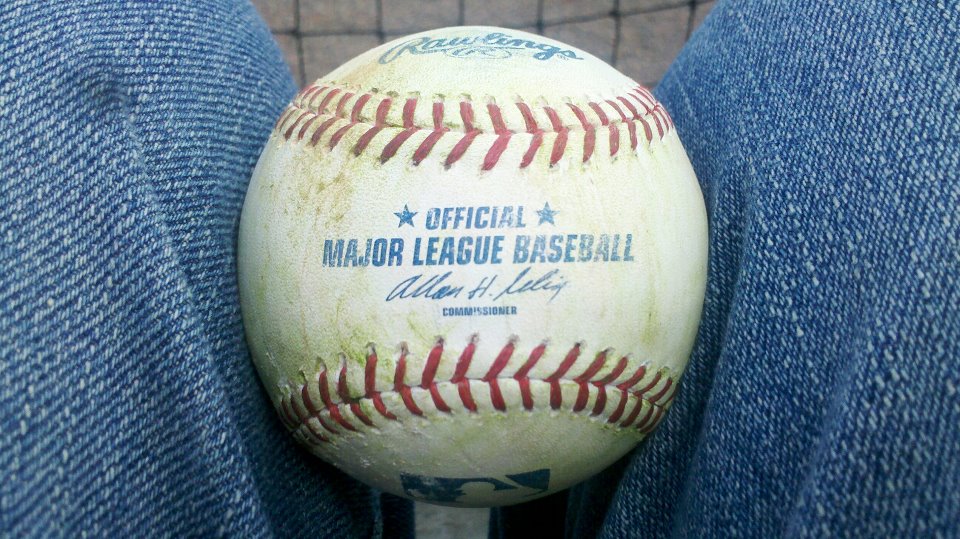 Rawlings
★ OFFICIAL ★
MAJOR LEAGUE BASEBALL
Allan H. Selig
COMMISSIONER